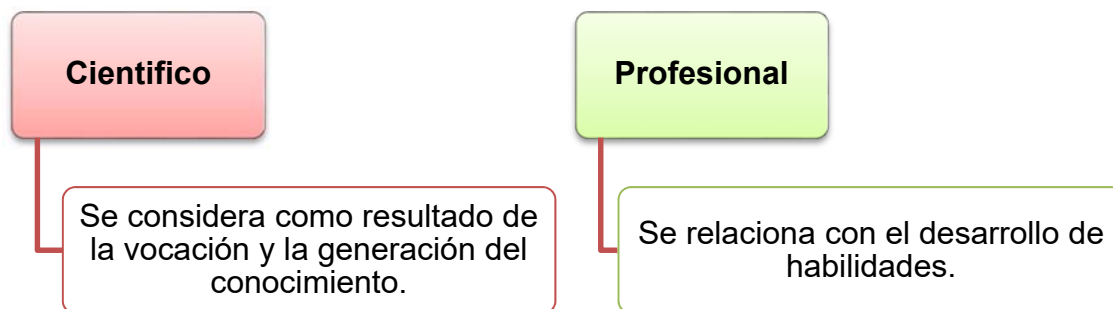 Cientifico
Se considera como resultado de
la vocación y la generación del
conocimiento.
Profesional
Se relaciona con el desarrollo de
habilidades.